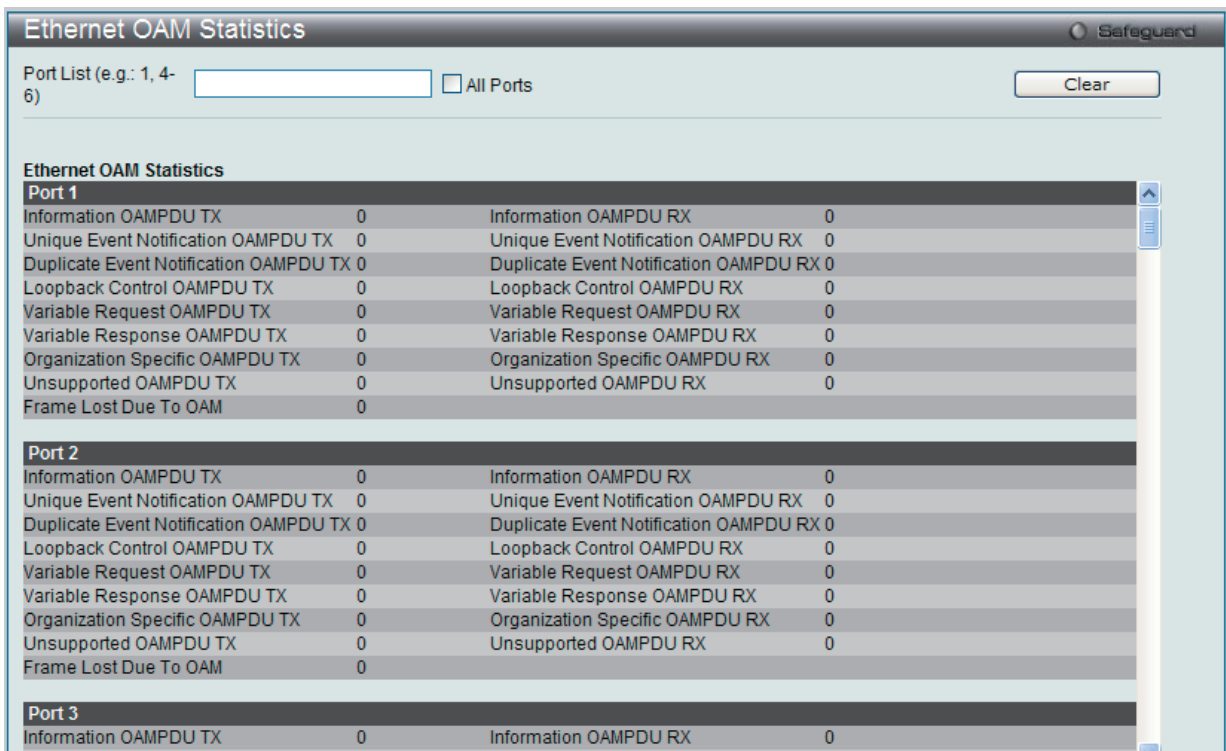 Ethernet OAM Statistics
Safeguard
Port List (e.g.: 1, 4-
6)
All Ports
Clear
Ethernet OAM Statistics
Port 1
Information OAMPDU TX 0 Information OAMPDU RX 0
Unique Event Notification OAMPDU TX 0 Unique Event Notification OAMPDU RX 0
Duplicate Event Notification OAMPDU TX 0 Duplicate Event Notification OAMPDU RX 0
Loopback Control OAMPDU TX 0 Loopback Control OAMPDU RX 0
Variable Request OAMPDU TX 0 Variable Request OAMPDU RX 0
Variable Response OAMPDU TX 0 Variable Response OAMPDU RX 0
Organization Specific OAMPDU TX 0 Organization Specific OAMPDU RX 0
Unsupported OAMPDU TX 0 Unsupported OAMPDU RX 0
Frame Lost Due To OAM 0
Port 2
Information OAMPDU TX 0 Information OAMPDU RX 0
Unique Event Notification OAMPDU TX 0 Unique Event Notification OAMPDU RX 0
Duplicate Event Notification OAMPDU TX 0 Duplicate Event Notification OAMPDU RX 0
Loopback Control OAMPDU TX 0 Loopback Control OAMPDU RX 0
Variable Request OAMPDU TX 0 Variable Request OAMPDU RX 0
Variable Response OAMPDU TX 0 Variable Response OAMPDU RX 0
Organization Specific OAMPDU TX 0 Organization Specific OAMPDU RX 0
Unsupported OAMPDU TX 0 Unsupported OAMPDU RX 0
Frame Lost Due To OAM 0
Port 3
Information OAMPDU TX 0 Information OAMPDU RX 0